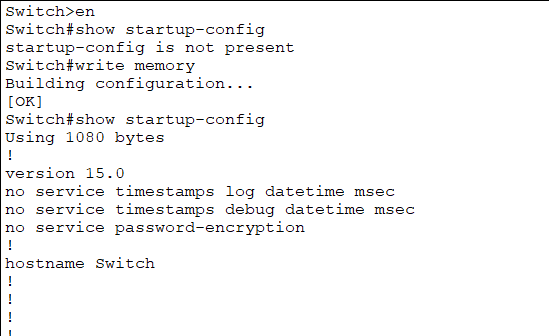 Switch>en
Switch#show startup-config
startup-config is not present
Switch#write memory
Building configuration...
[OK]
Switch#show startup-config
Using 1080 bytes
!
version 15.0
no service timestamps log datetime msec
no service timestamps debug datetime msec
no service password-encryption
!
hostname Switch
!
!
!
!